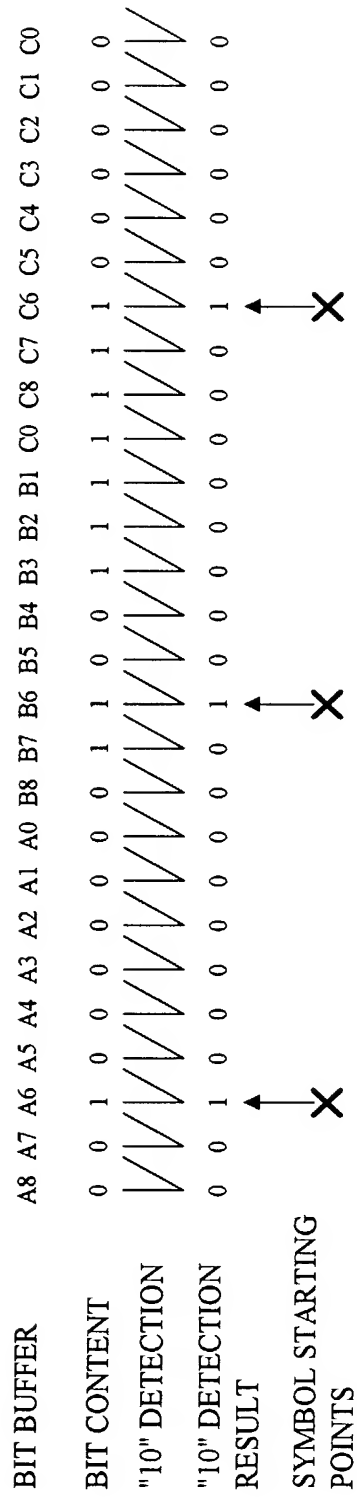 BIT BUFFER A8 A7 A6 A5 A4 A3 A2 A1 A0 B8 B7 B6 B5 B4 B3 B2 B1 C0 C8 C7 C6 C5 C4 C3 C2 C1 C0
BIT CONTENT 0 0 1 0 0 0 0 0 0 0 1 1 0 0 1 1 1 1 1 1 1 0 0 0 0 0 0
"10" DETECTION
"10" DETECTION 0 0 1 0 0 0 0 0 0 0 0 1 0 0 0 0 0 0 0 0 1 0 0 0 0 0 0
RESULT
SYMBOL STARTING
POINTS